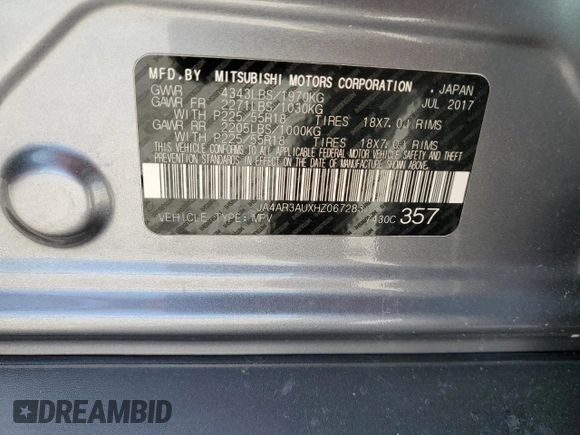 MFD.BY MITSUBISHI MOTORS CORPORATION . JAPAN
GVWR 4343LBS/1970KG JUL 2017
GAWR FR 2271LBS/1030KG
WITH P225/55R18 TIRES 18X7.0J RIMS
GAWR RR 2205LBS/1000KG
WITH P225/55R18 TIRES 18X7.0J RIMS
THIS VEHICLE CONFORMS TO ALL APPLICABLE FEDERAL MOTOR VEHICLE SAFETY AND THEFT
PREVENTION STANDARDS IN EFFECT ON THE DATE OF MANUFACTURE SHOWN ABOVE.
JA4AR3AUXHZ067283
VEHICLE TYPE:MPV 7430C 357
DREAMBID